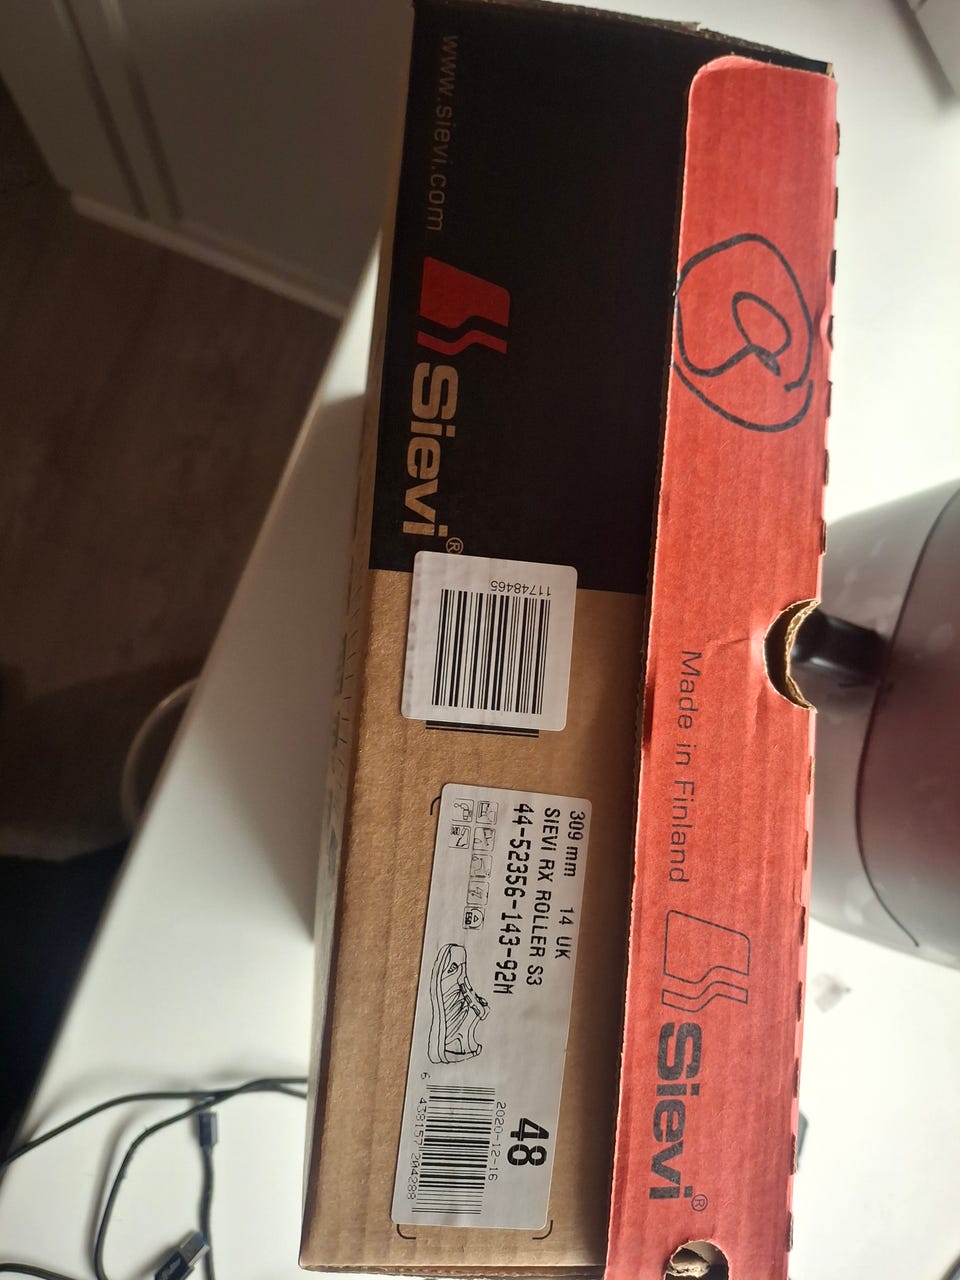 www.sievi.com
Sievi®
11748465
309 mm 14 UK
SIEVI RX ROLLER S3
44-52356-143-92M
ESD
48
2020-12-16
6 438157 204288
Made in Finland
Sievi®